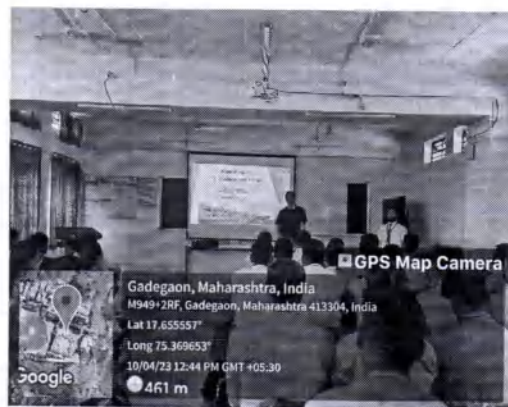 GPS Map Camera
Gadegaon, Maharashtra, India
M949+2RF, Gadegaon, Maharashtra 413304, India
Lat 17.655557°
Long 75.369653°
10/04/23 12:44 PM GMT +05:30
461 m
Google